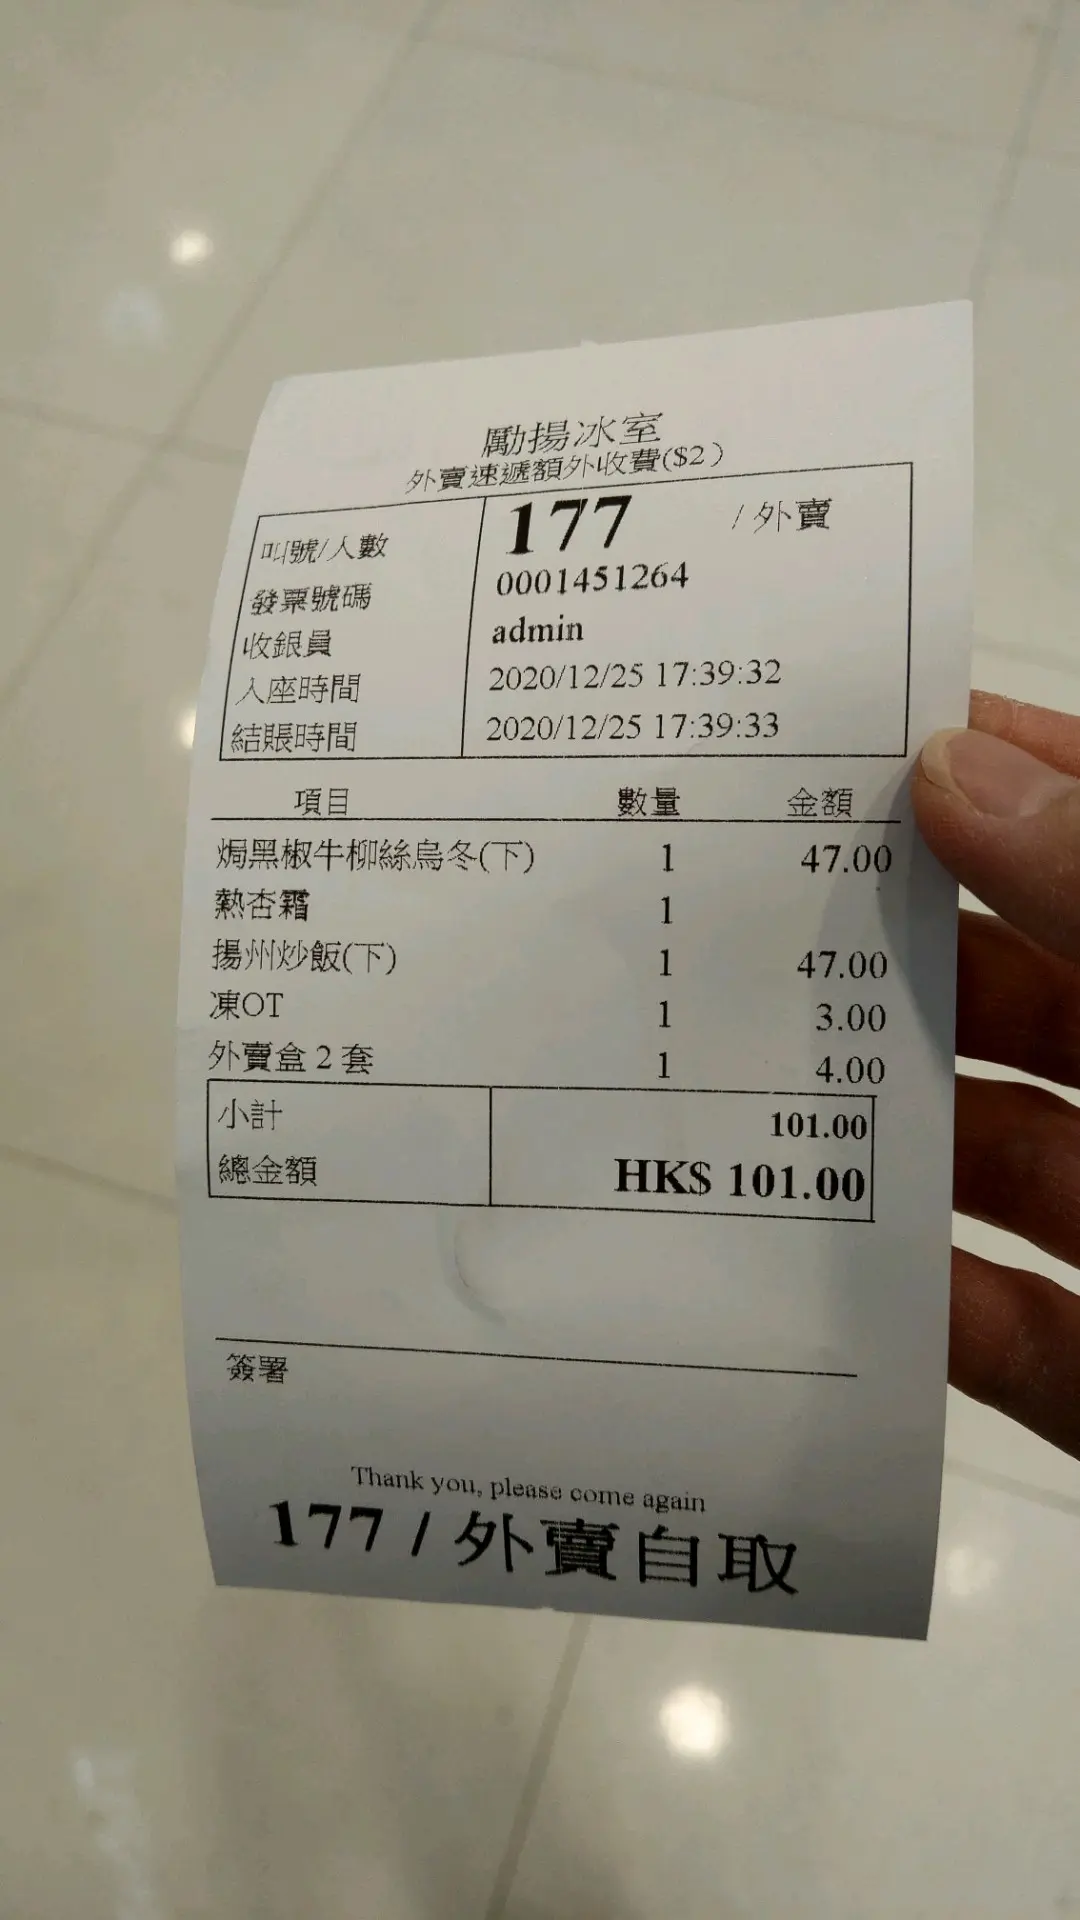 勵揚冰室
外賣速遞額外收費($2)
叫號/人數 177 / 外賣
發票號碼 0001451264
收銀員 admin
入座時間 2020/12/25 17:39:32
結賬時間 2020/12/25 17:39:33
項目 數量 金額
焗黑椒牛柳絲烏冬(下) 1 47.00
熱杏霜 1
揚州炒飯(下) 1 47.00
凍OT 1 3.00
外賣盒 2 套 1 4.00
小計 101.00
總金額 HK$ 101.00
簽署
Thank you, please come again
177 / 外賣自取